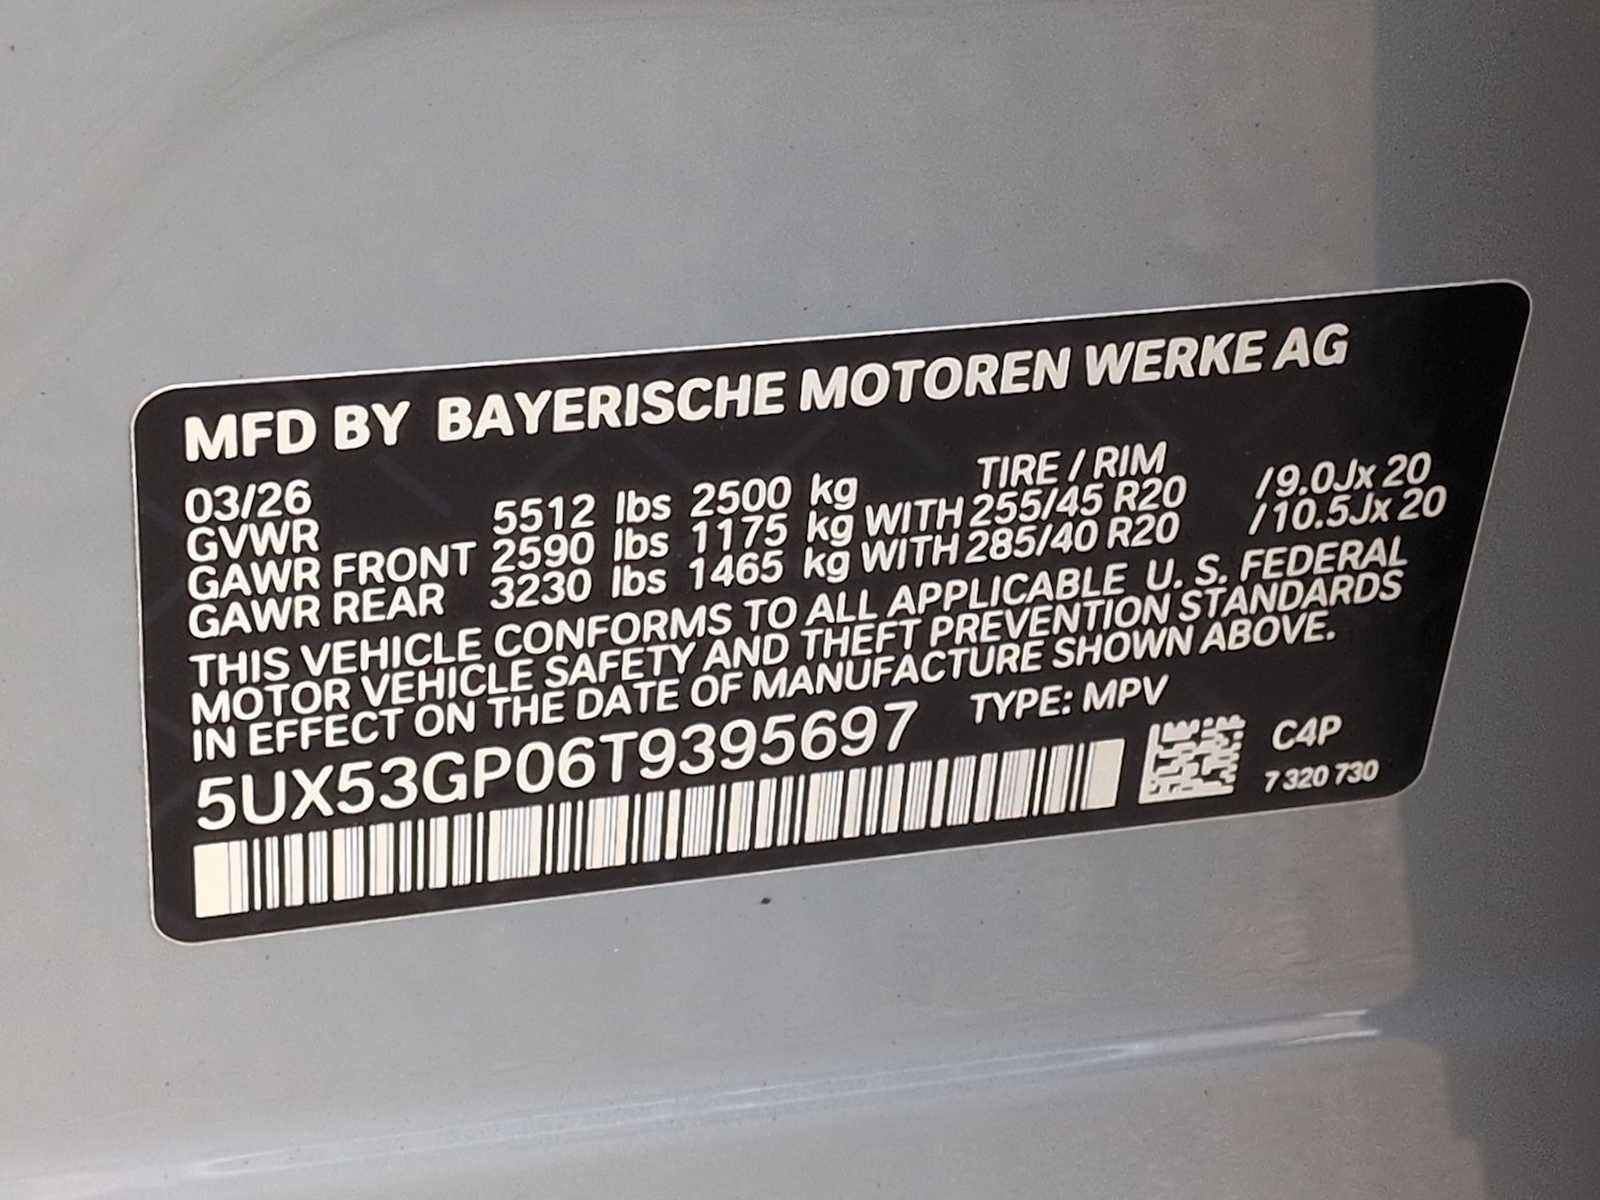 MFD BY BAYERISCHE MOTOREN WERKE AG
03/26 TIRE / RIM
GVWR 5512 lbs 2500 kg
GAWR FRONT 2590 lbs 1175 kg WITH 255/45 R20 /9.0Jx 20
GAWR REAR 3230 lbs 1465 kg WITH 285/40 R20 /10.5Jx 20
THIS VEHICLE CONFORMS TO ALL APPLICABLE U. S. FEDERAL
MOTOR VEHICLE SAFETY AND THEFT PREVENTION STANDARDS
IN EFFECT ON THE DATE OF MANUFACTURE SHOWN ABOVE.
5UX53GP06T9395697 TYPE: MPV
C4P
7 320 730